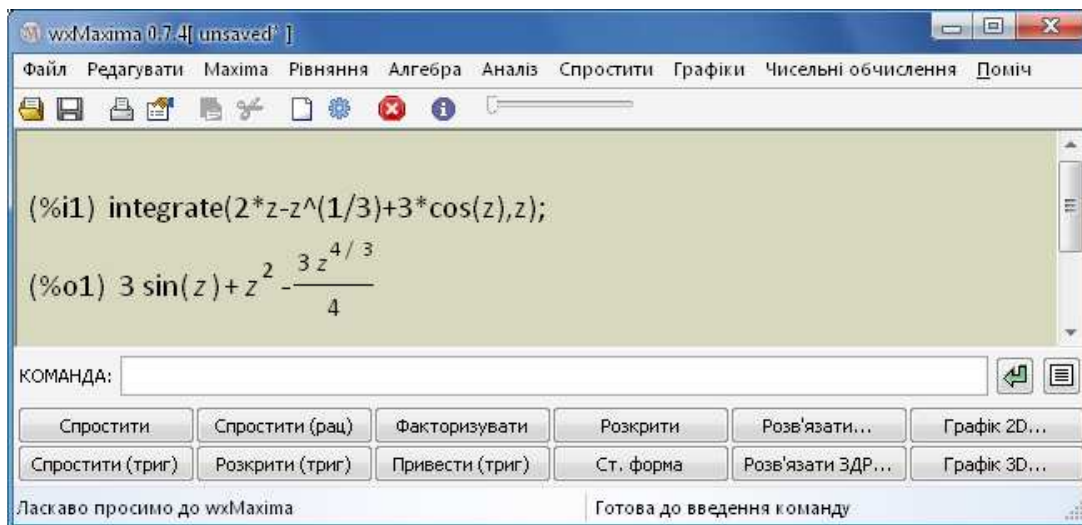 wxMaxima 0.7.4[ unsaved* ]
Файл Редагувати Maxima Рівняння Алгебра Аналіз Спростити Графіки Чисельні обчислення Поміч
(%i1) integrate(2*z-z^(1/3)+3*cos(z),z);
(%o1) 3 sin(z)+z^2-(3 z^(4/3))/4
КОМАНДА:
Спростити Спростити (рац) Факторизувати Розкрити Розв'язати... Графік 2D...
Спростити (триг) Розкрити (триг) Привести (триг) Ст. форма Розв'язати ЗДР... Графік 3D...
Ласкаво просимо до wxMaxima Готова до введення команду